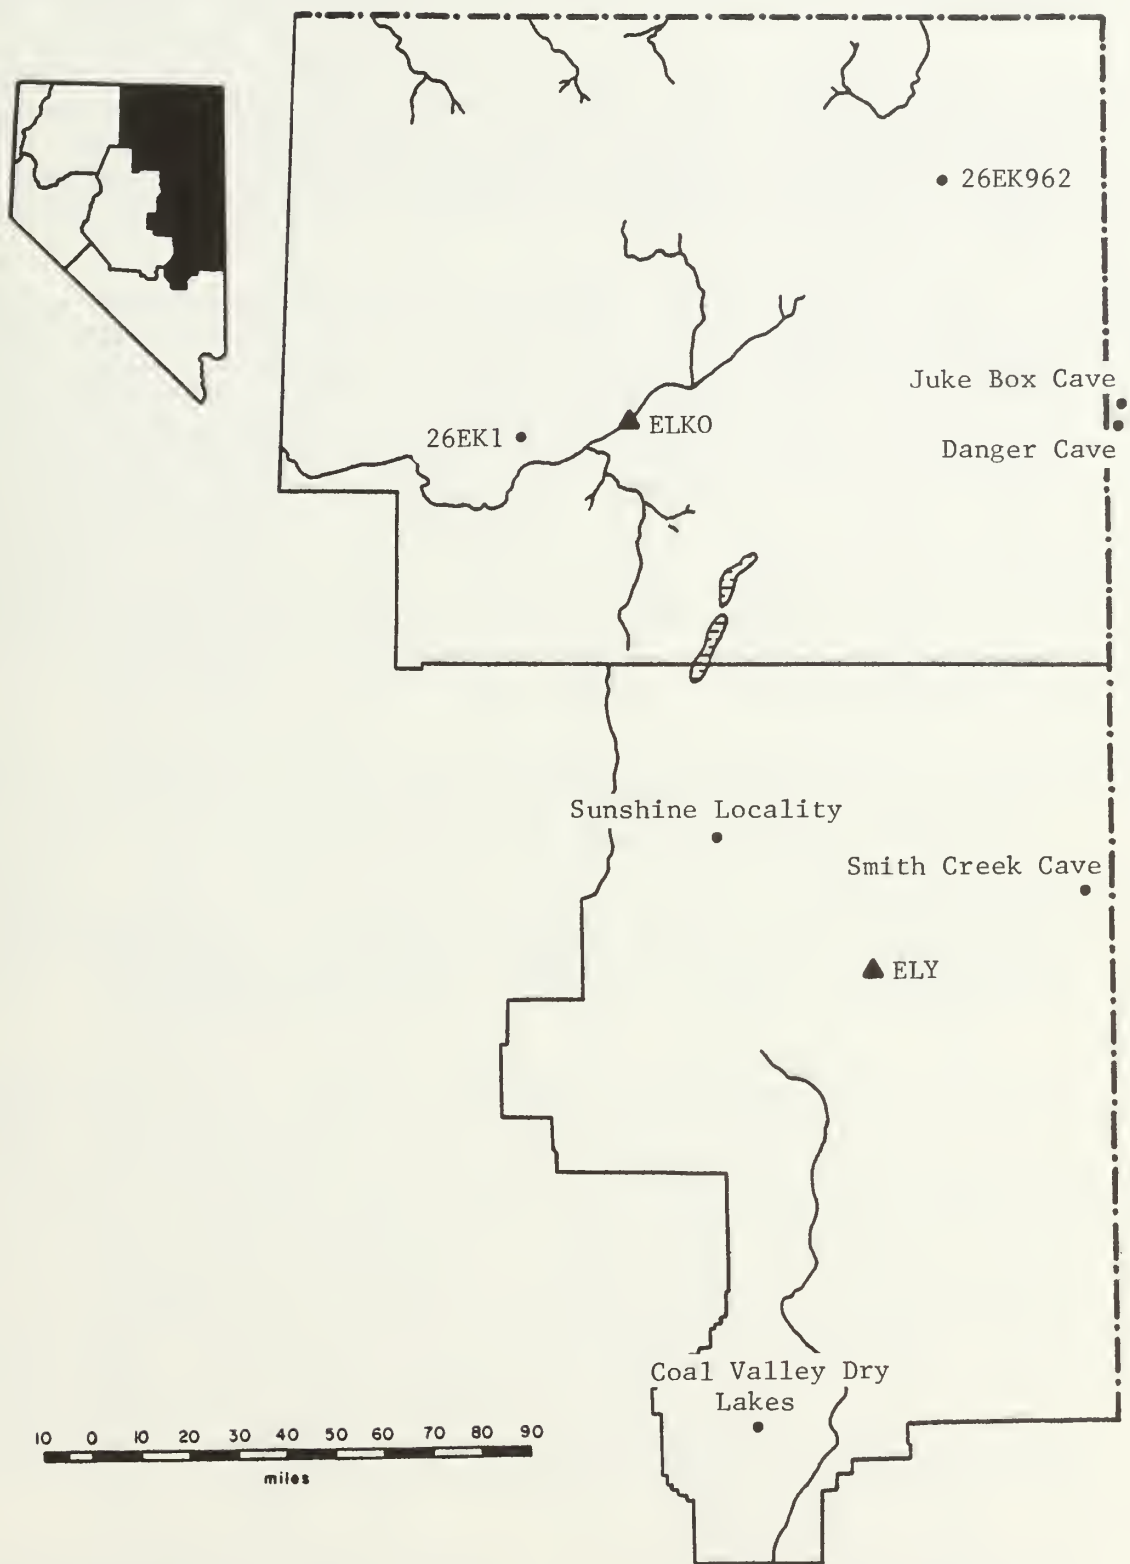 26EK962
Juke Box Cave
26EK1
ELKO
Danger Cave
Sunshine Locality
Smith Creek Cave
ELY
Coal Valley Dry
Lakes
10 0 10 20 30 40 50 60 70 80 90
miles